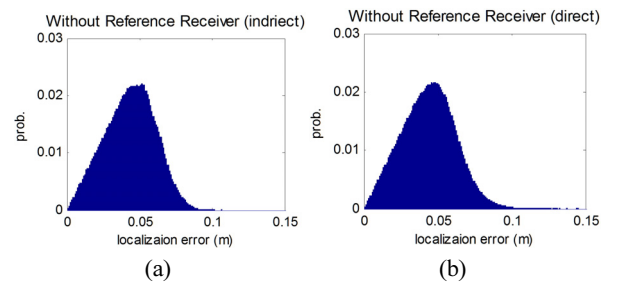 Without Reference Receiver (indriect)
0.03
0.02
0.01
0
prob.
0
0.05
0.1
0.15
localizaion error (m)
(a)
Without Reference Receiver (direct)
0.03
0.02
0.01
0
prob.
0
0.05
0.1
0.15
localizaion error (m)
(b)